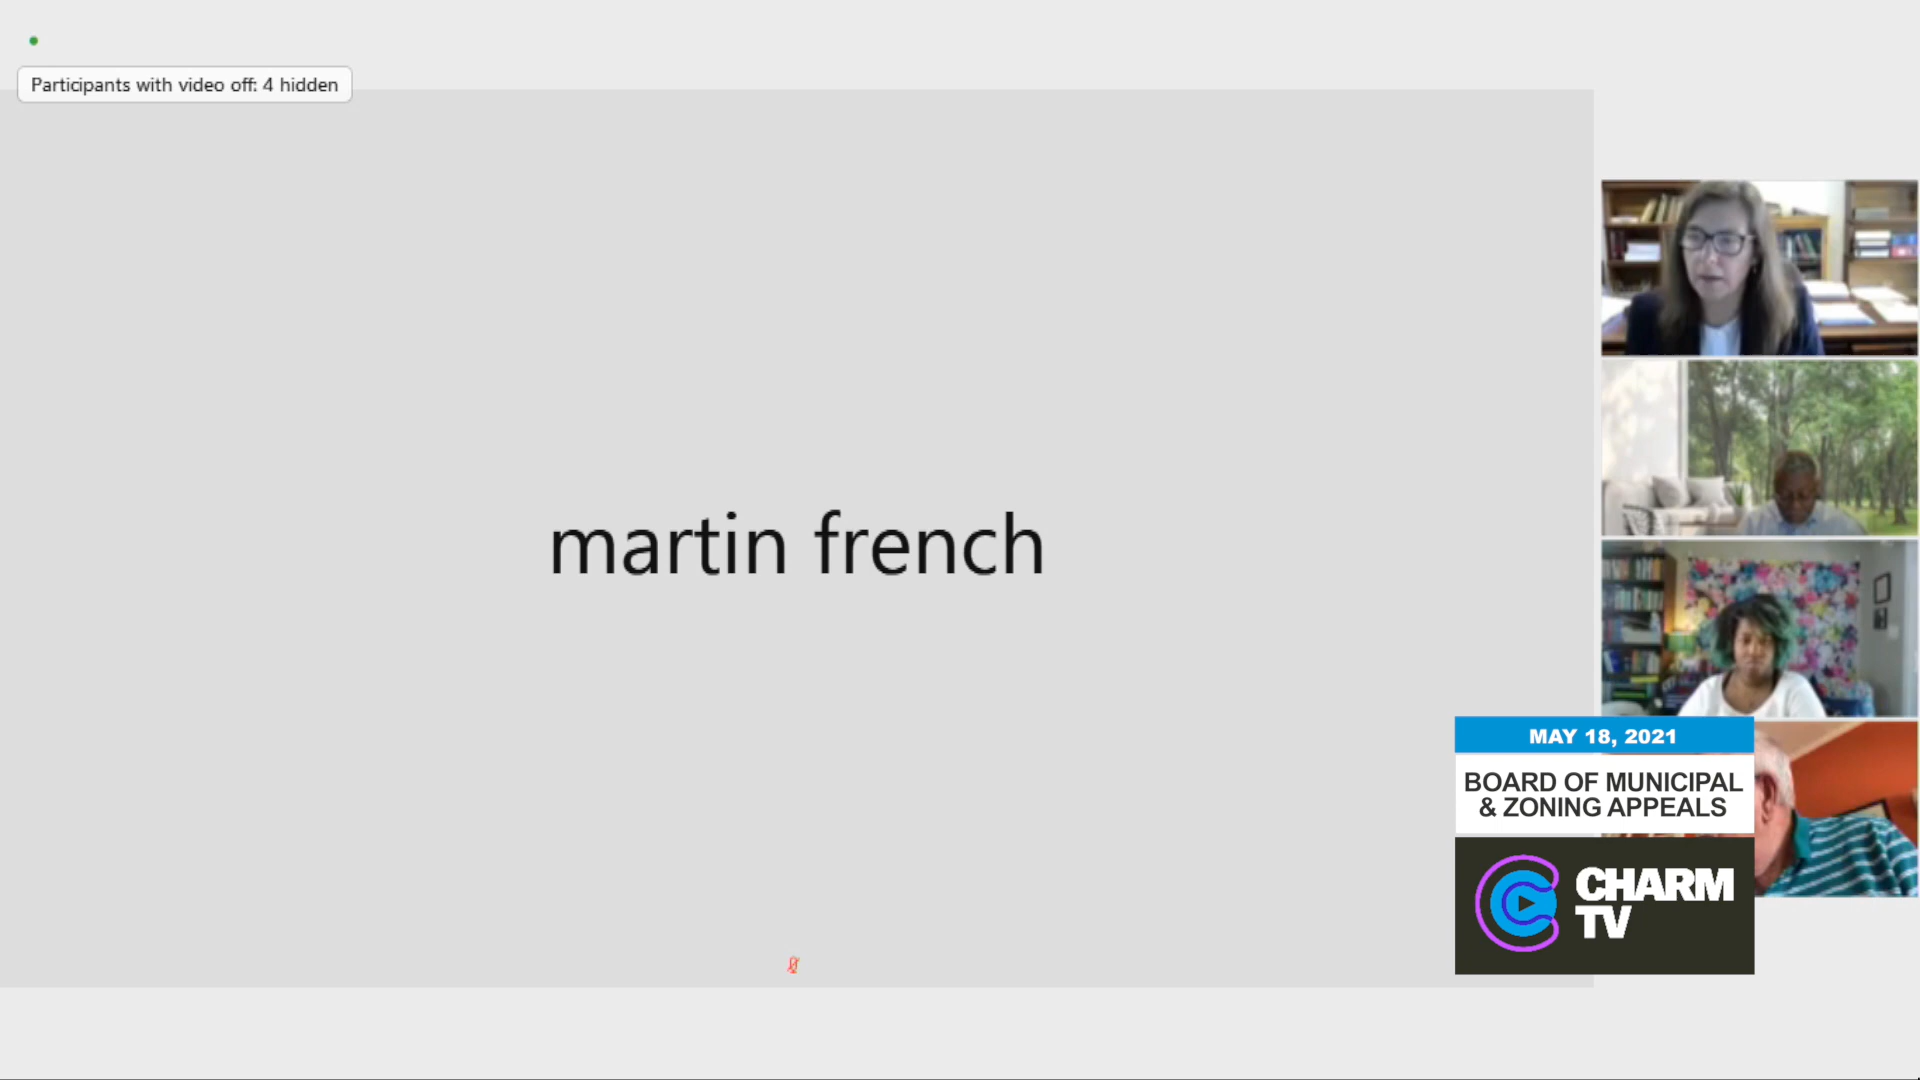 Participants with video off: 4 hidden
martin french
MAY 18, 2021
BOARD OF MUNICIPAL
& ZONING APPEALS
CHARM
TV